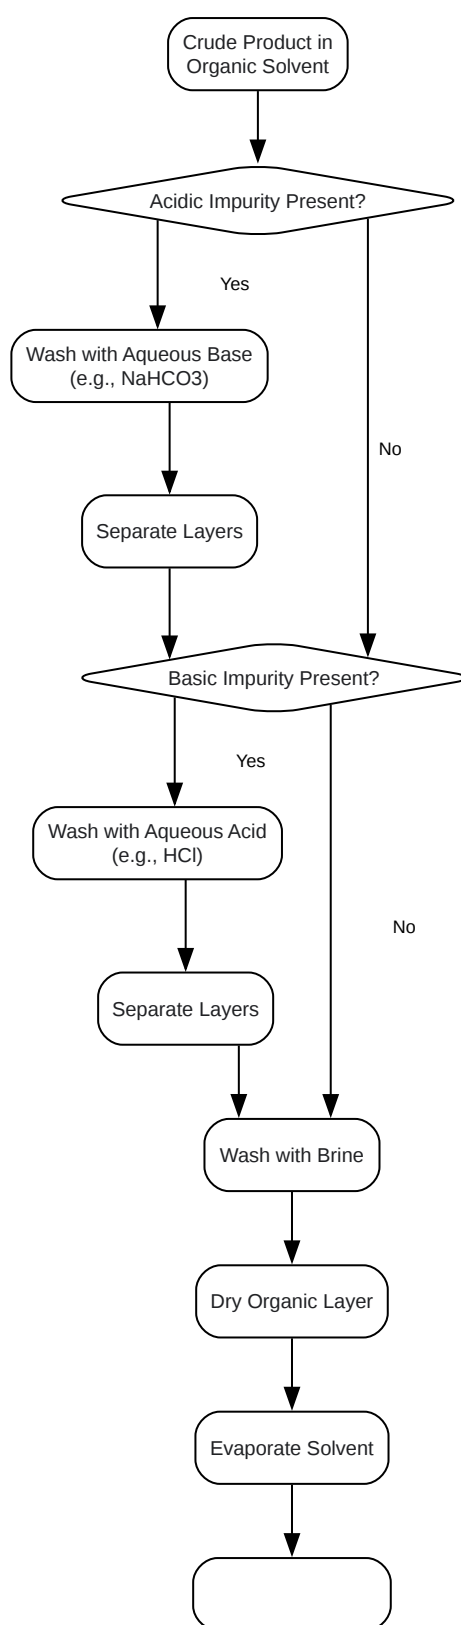 Crude Product in
Organic Solvent
Acidic Impurity Present?
Yes
Wash with Aqueous Base
(e.g., NaHCO3)
No
Separate Layers
Basic Impurity Present?
Yes
Wash with Aqueous Acid
(e.g., HCl)
No
Separate Layers
Wash with Brine
Dry Organic Layer
Evaporate Solvent